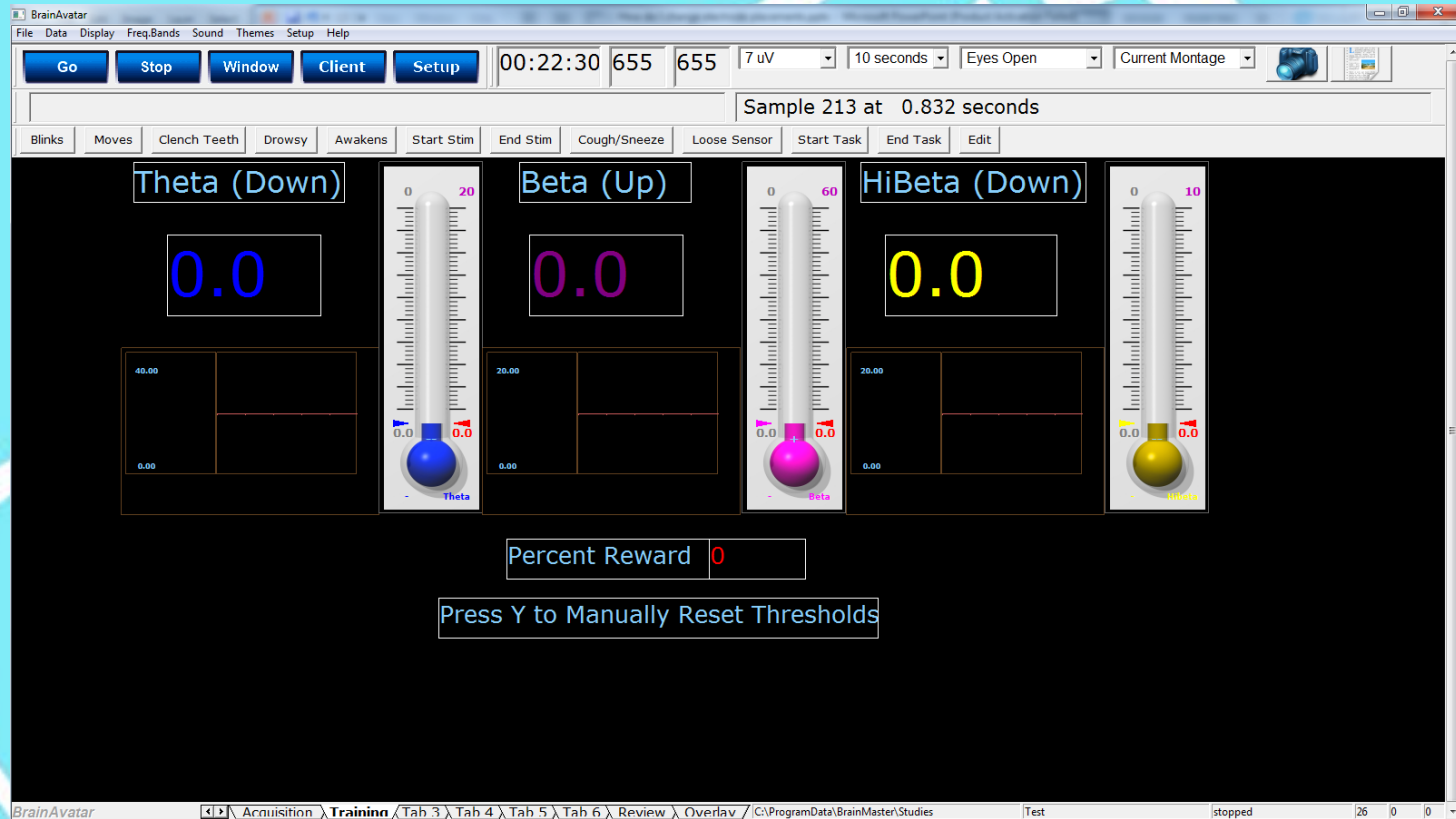 BrainAvatar
File Data Display Freq.Bands Sound Themes Setup Help
Go Stop Window Client Setup 00:22:30 655 655 7 uV 10 seconds Eyes Open Current Montage
Sample 213 at 0.832 seconds
Blinks Moves Clench Teeth Drowsy Awakens Start Stim End Stim Cough/Sneeze Loose Sensor Start Task End Task Edit
Theta (Down) Beta (Up) HiBeta (Down)
0 20 0 60 0 10
0.0 0.0 0.0
40.00 20.00 20.00
0.0 0.0 0.0 0.0 0.0 0.0
0.00 0.00 0.00
- Theta - Beta - Hibeta
Percent Reward 0
Press Y to Manually Reset Thresholds
BrainAvatar Acquisition Training Tab 3 Tab 4 Tab 5 Tab 6 Review Overlay C:\ProgramData\BrainMaster\Studies Test stopped 26 0 0